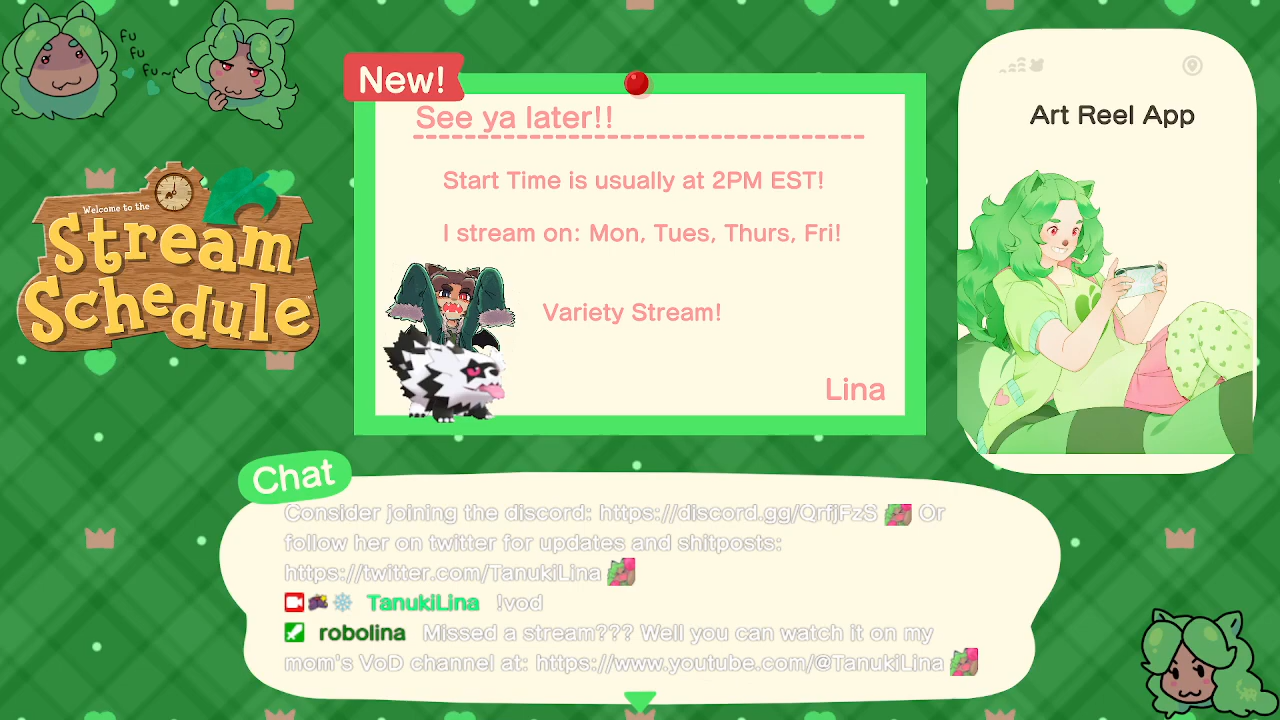 Fu
Fu
Fu~
Welcome to the
Stream
Schedule
New!
See ya later!!
Start Time is usually at 2PM EST!
I stream on: Mon, Tues, Thurs, Fri!
Variety Stream!
Lina
Art Reel App
Chat
Consider joining the discord: https://discord.gg/QrfjFzS Or
follow her on twitter for updates and shitposts:
https://twitter.com/TanukiLina
TanukiLina !vod
robolina Missed a stream??? Well you can watch it on my
mom's VoD channel at: https://www.youtube.com/@TanukiLina